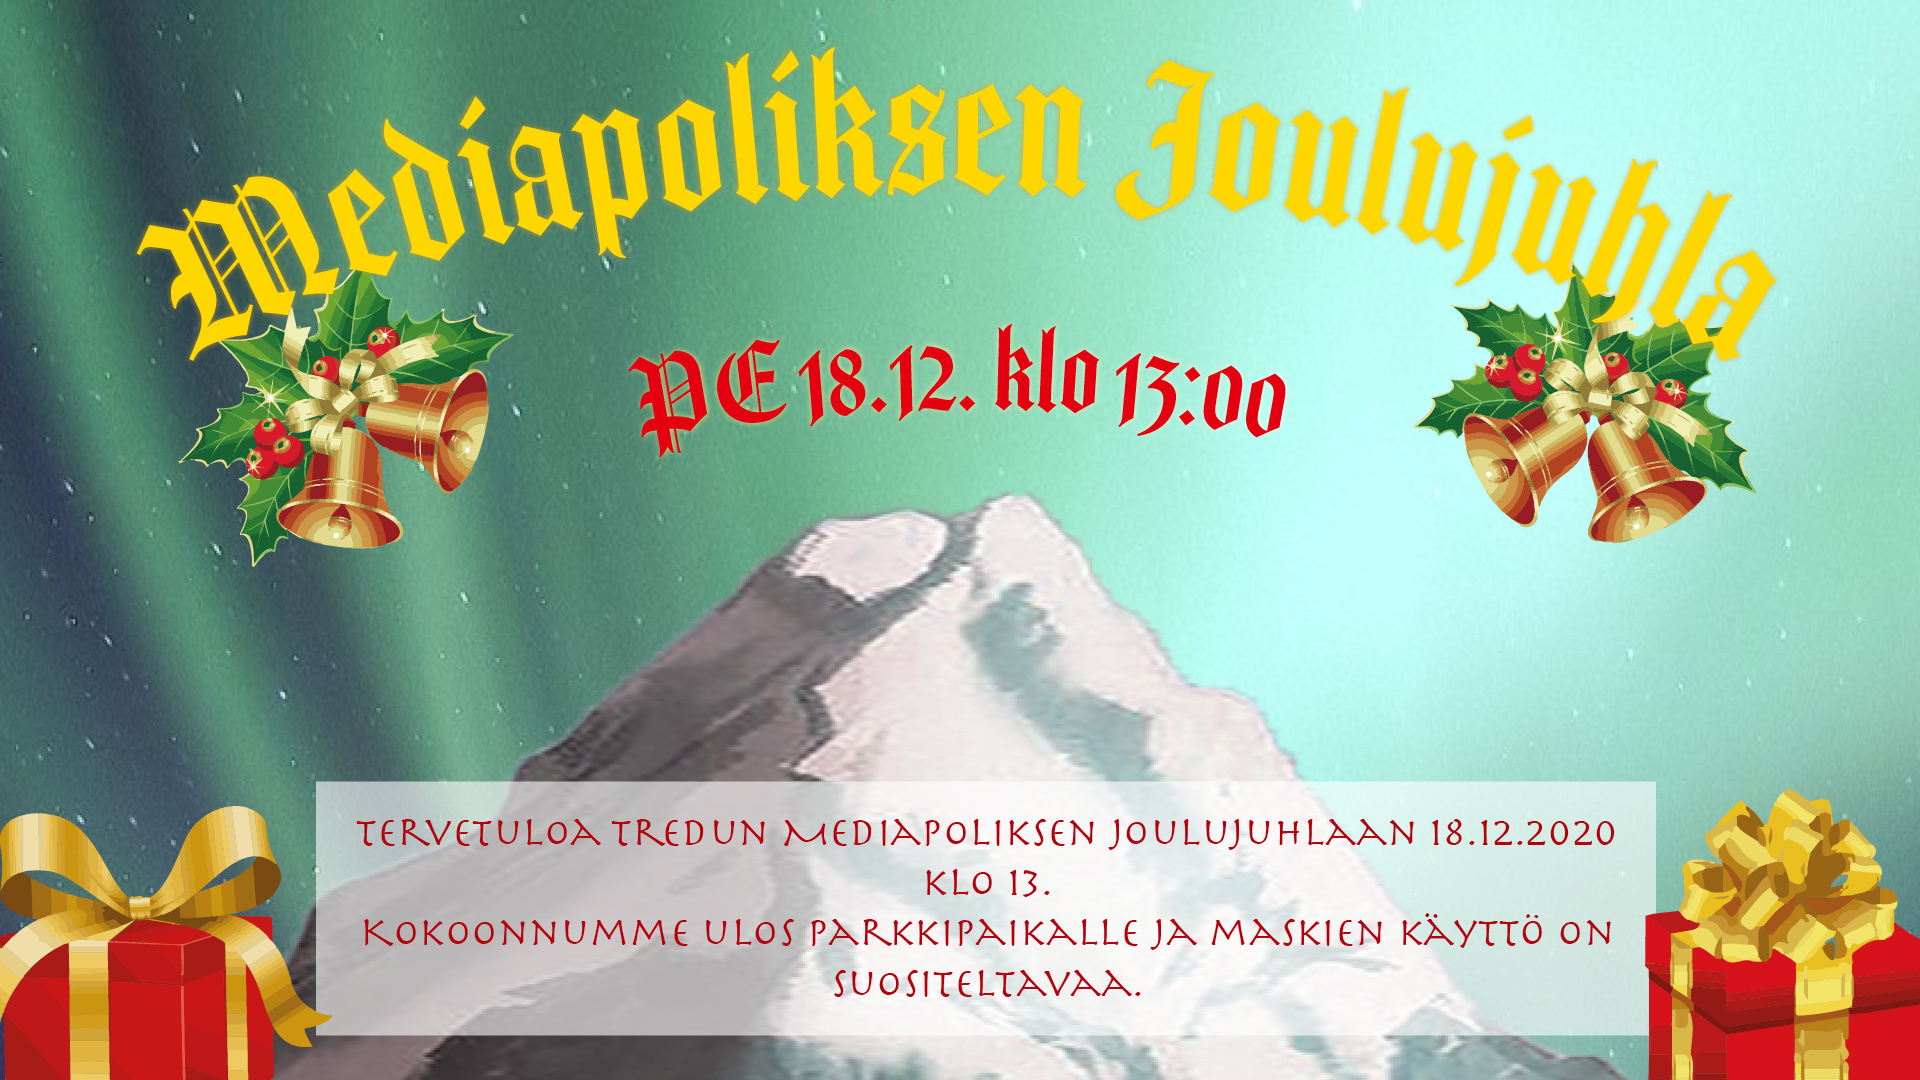 Mediapoliksen Joulujuhla
PE 18.12. klo 13:00
Tervetuloa Tredun Mediapoliksen joulujuhlaan 18.12.2020
klo 13.
Kokoonnumme ulos parkkipaikalle ja maskien käyttö on
suositeltavaa.